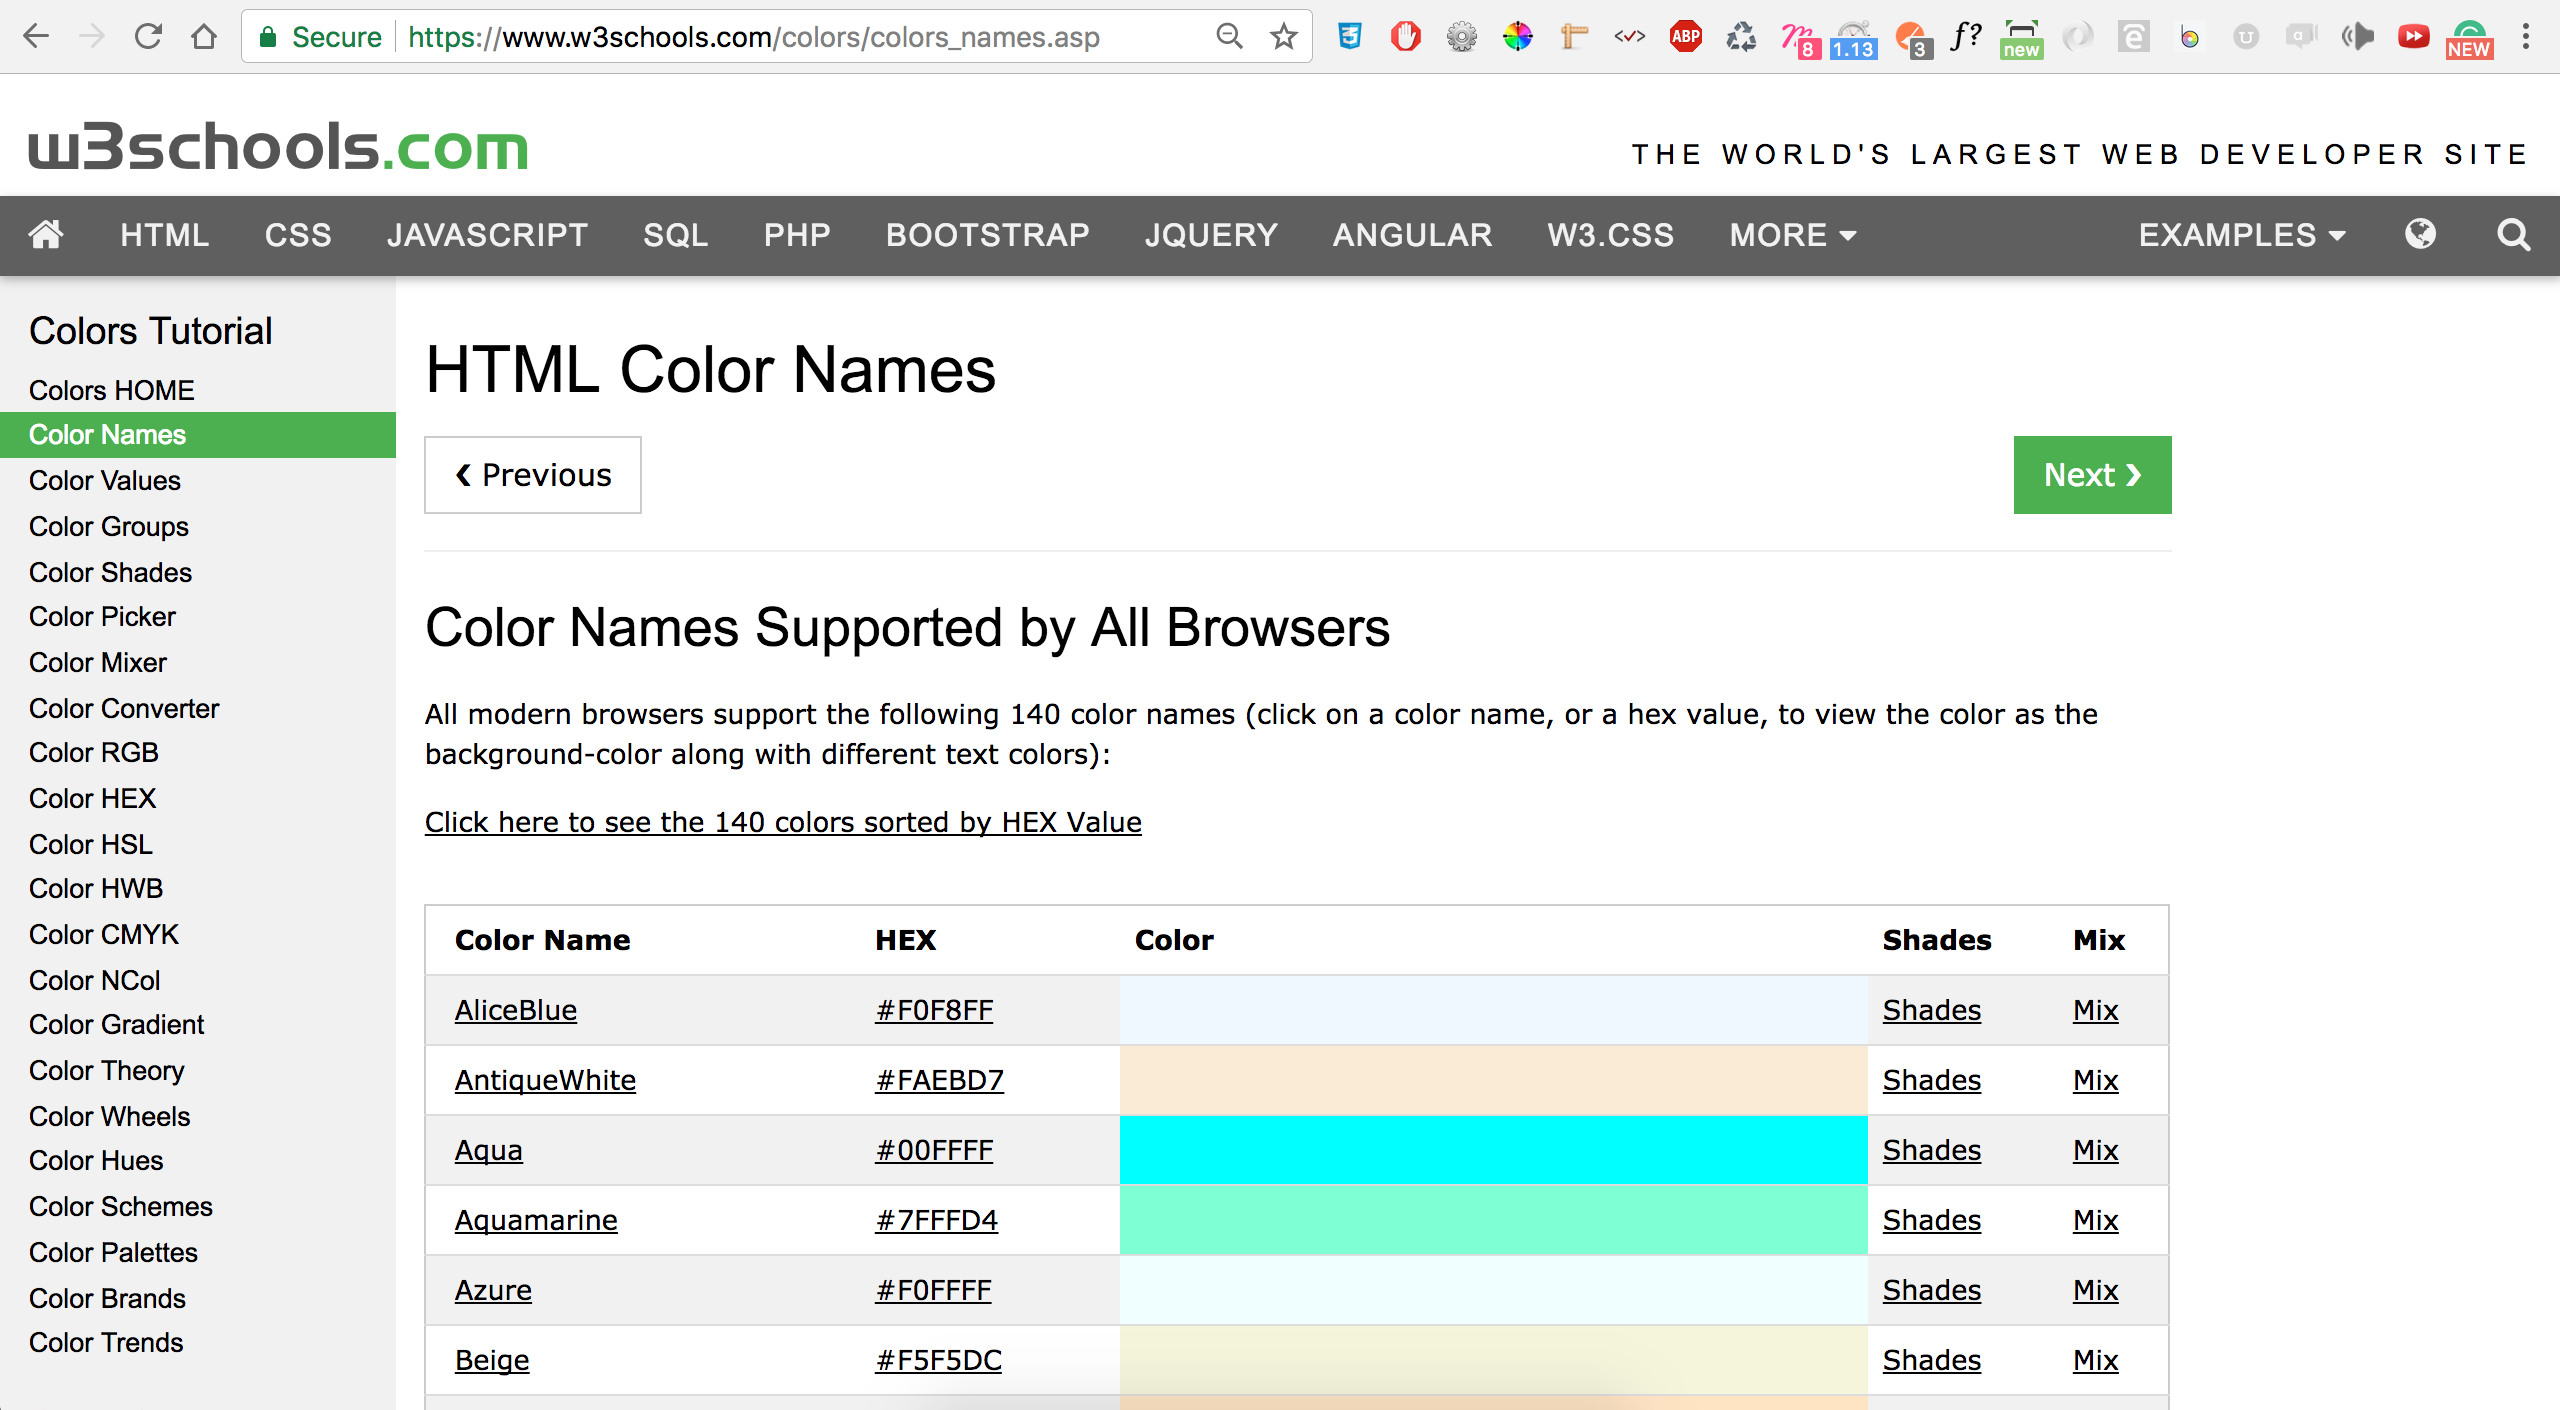 Secure https://www.w3schools.com/colors/colors_names.asp
ABP 8 1.13 3 f? new NEW
w3schools.com
THE WORLD'S LARGEST WEB DEVELOPER SITE
HTML CSS JAVASCRIPT SQL PHP BOOTSTRAP JQUERY ANGULAR W3.CSS MORE EXAMPLES
Colors Tutorial
Colors HOME
Color Names
Color Values
Color Groups
Color Shades
Color Picker
Color Mixer
Color Converter
Color RGB
Color HEX
Color HSL
Color HWB
Color CMYK
Color NCol
Color Gradient
Color Theory
Color Wheels
Color Hues
Color Schemes
Color Palettes
Color Brands
Color Trends
HTML Color Names
❮ Previous
Next ❯
Color Names Supported by All Browsers
All modern browsers support the following 140 color names (click on a color name, or a hex value, to view the color as the
background-color along with different text colors):
Click here to see the 140 colors sorted by HEX Value
Color Name HEX Color Shades Mix
AliceBlue #F0F8FF Shades Mix
AntiqueWhite #FAEBD7 Shades Mix
Aqua #00FFFF Shades Mix
Aquamarine #7FFFD4 Shades Mix
Azure #F0FFFF Shades Mix
Beige #F5F5DC Shades Mix